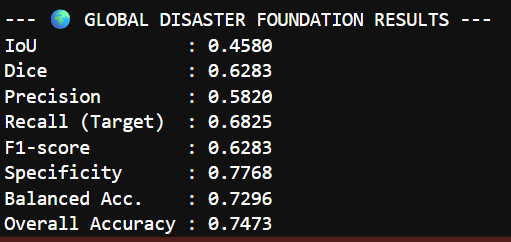 --- 🌍 GLOBAL DISASTER FOUNDATION RESULTS ---
IoU : 0.4580
Dice : 0.6283
Precision : 0.5820
Recall (Target) : 0.6825
F1-score : 0.6283
Specificity : 0.7768
Balanced Acc. : 0.7296
Overall Accuracy : 0.7473